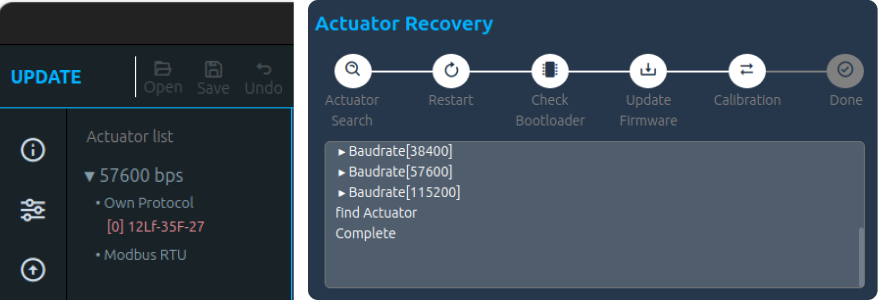 UPDATE
Open
Save
Undo
Actuator list
▼ 57600 bps
• Own Protocol
[0] 12Lf-35F-27
• Modbus RTU
Actuator Recovery
Actuator
Search
Restart
Check
Bootloader
Update
Firmware
Calibration
Done
▸ Baudrate[38400]
▸ Baudrate[57600]
▸ Baudrate[115200]
find Actuator
Complete